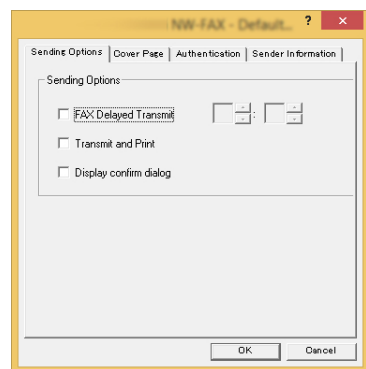 NW-FAX - Default... ?
Sending Options Cover Page Authentication Sender Information
Sending Options
FAX Delayed Transmit :
Transmit and Print
Display confirm dialog
OK Cancel